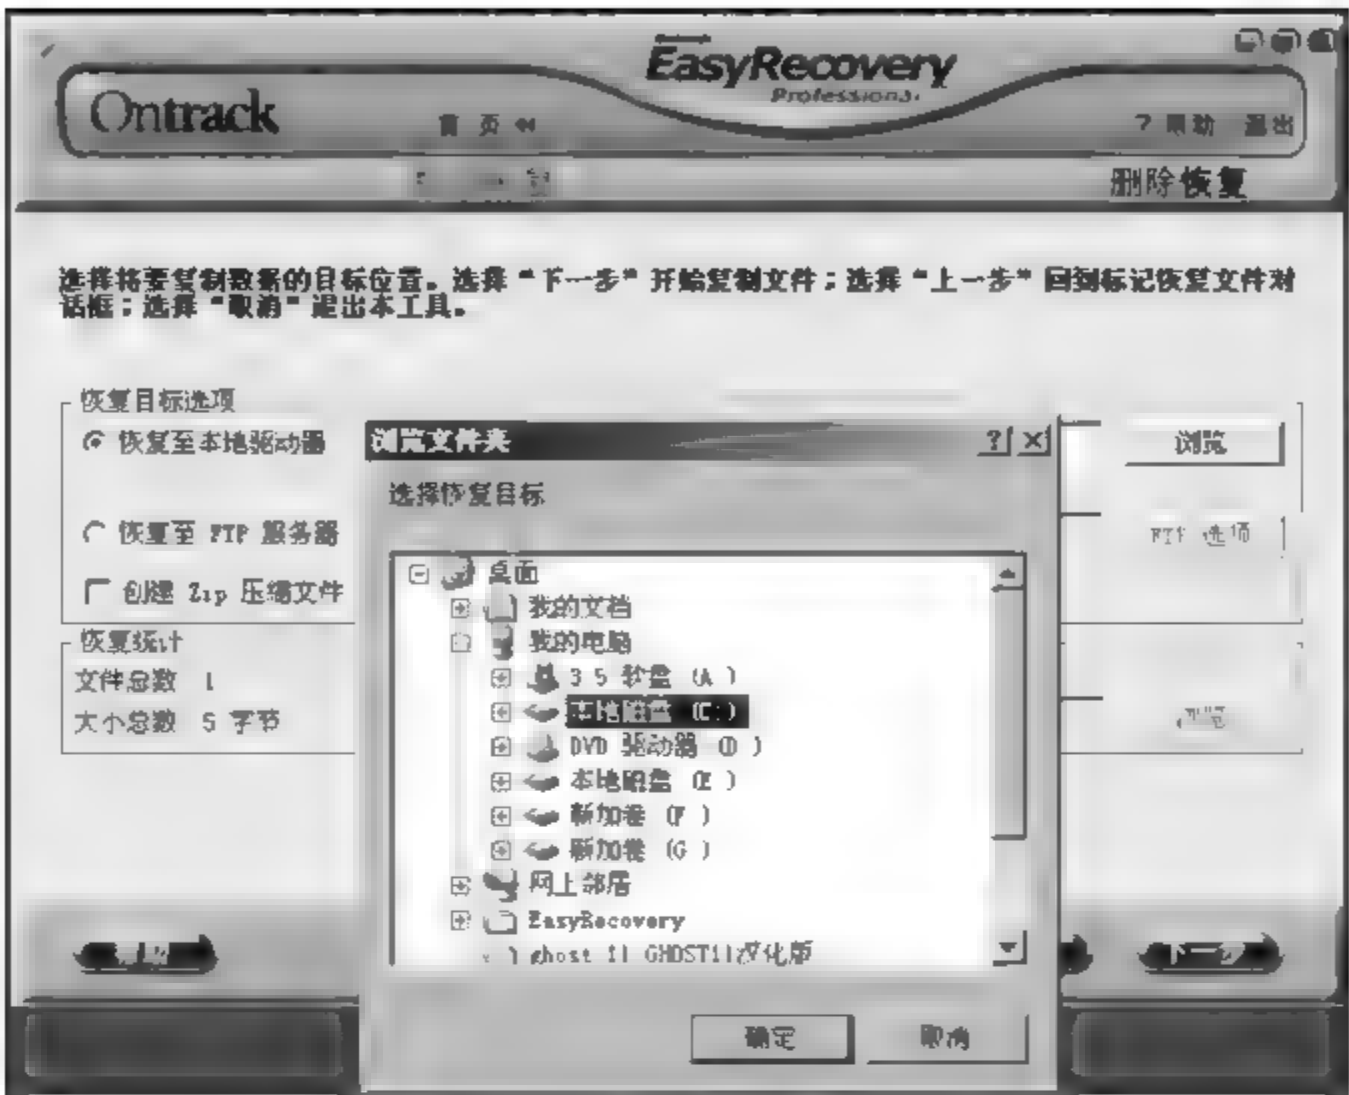 EasyRecovery
Professional
Ontrack
首页
? 帮助 退出
删除恢复
选择将要复制数据的目标位置。选择“下一步”开始复制文件；选择“上一步”回到标记恢复文件对
话框；选择“取消”退出本工具。
恢复目标选项
恢复至本地驱动器
浏览
恢复至 FTP 服务器
FTP 选项
创建 Zip 压缩文件
恢复统计
文件总数 1
大小总数 5 字节
浏览文件夹
选择恢复目标
桌面
我的文档
我的电脑
3.5 软盘 (A:)
本地磁盘 (C:)
DVD 驱动器 (D:)
本地磁盘 (E:)
新加卷 (F:)
新加卷 (G:)
网上邻居
EasyRecovery
ghost 11 GHOST11汉化版
确定
取消
下一步